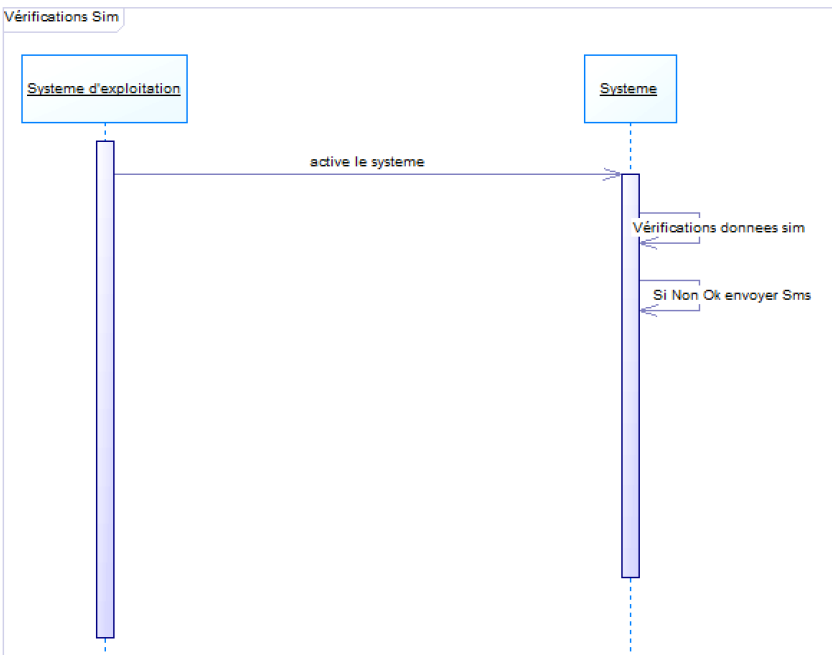 Vérifications Sim
Systeme d'exploitation
Systeme
active le systeme
Vérifications donnees sim
Si Non Ok envoyer Sms